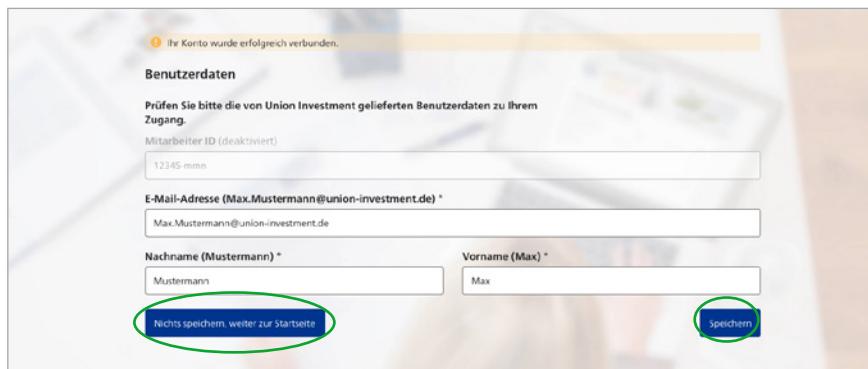 Ihr Konto wurde erfolgreich verbunden.
Benutzerdaten
Prüfen Sie bitte die von Union Investment gelieferten Benutzerdaten zu Ihrem
Zugang.
Mitarbeiter ID (deaktiviert)
12345-mmn
E-Mail-Adresse (Max.Mustermann@union-investment.de) *
Max.Mustermann@union-investment.de
Nachname (Mustermann) * Vorname (Max) *
Mustermann Max
Nichts speichern, weiter zur Startseite Speichern